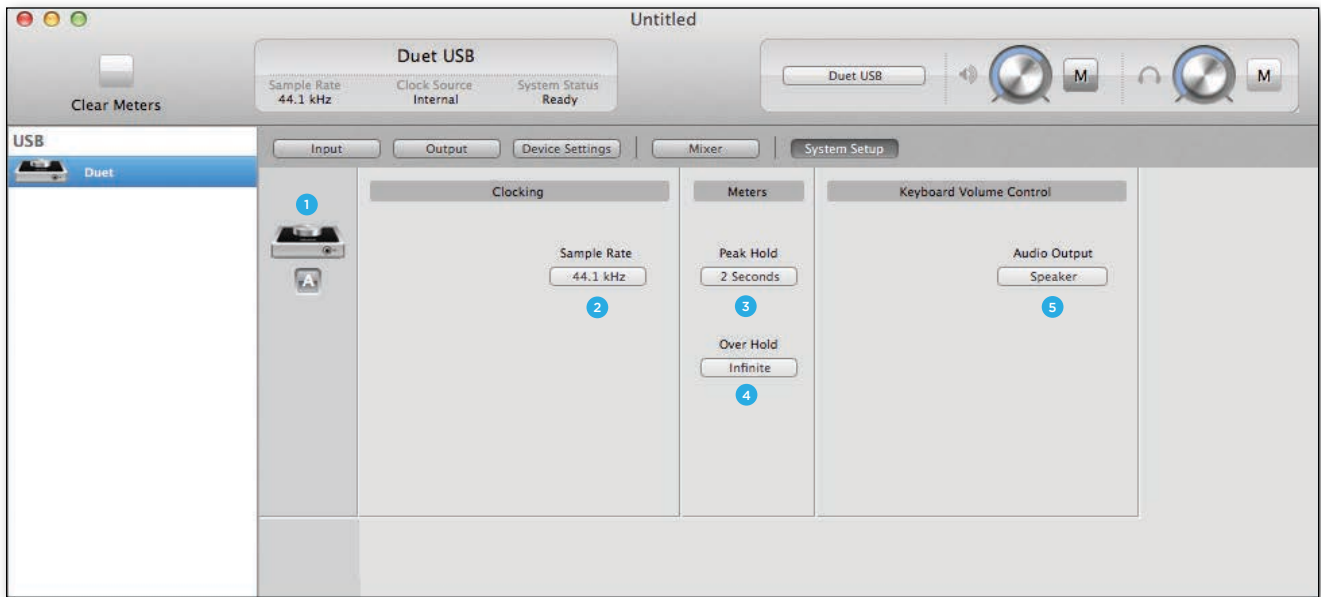 Untitled
Clear Meters
Duet USB
Sample Rate Clock Source System Status
44.1 kHz Internal Ready
Duet USB M M
USB
Duet
Input Output Device Settings Mixer System Setup
1
A
Clocking
Sample Rate
44.1 kHz
2
Meters
Peak Hold
2 Seconds
3
Over Hold
Infinite
4
Keyboard Volume Control
Audio Output
Speaker
5